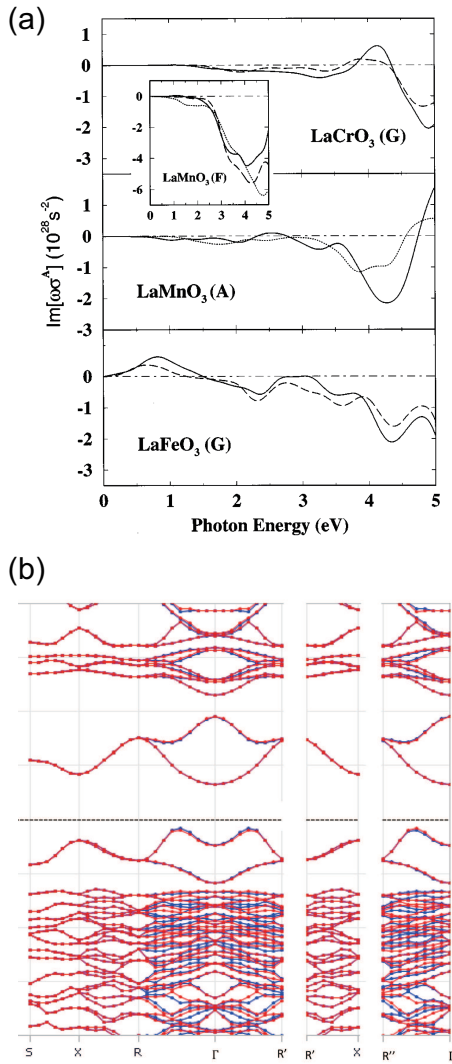 (a)
Im[ωσᴬ] (10²⁸s⁻²)
1
0
-1
-2
-3
LaCrO₃ (G)
0
-2
-4
-6
LaMnO₃ (F)
0 1 2 3 4 5
1
0
-1
-2
-3
LaMnO₃ (A)
1
0
-1
-2
-3
LaFeO₃ (G)
0 1 2 3 4 5
Photon Energy (eV)
(b)
S X R Γ R' R' X R'' Γ